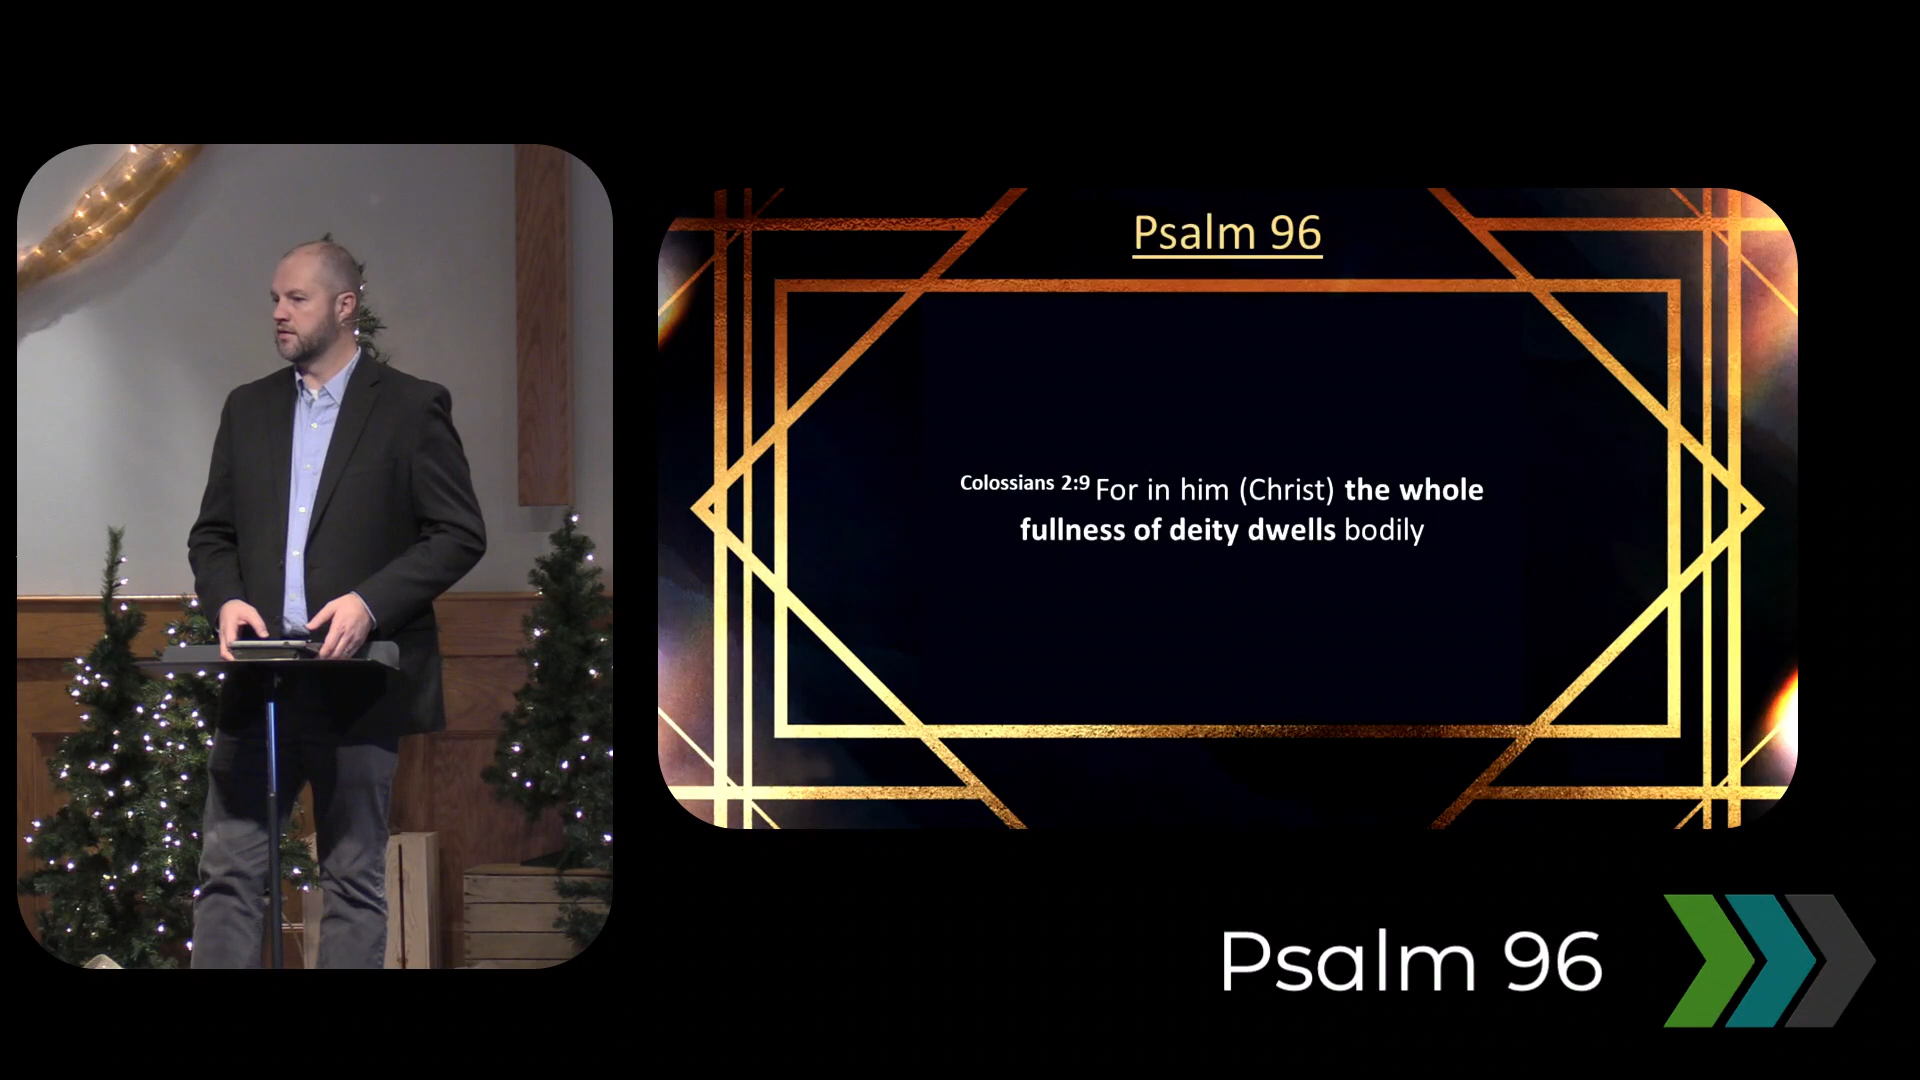 Psalm 96
Colossians 2:9 For in him (Christ) the whole
fullness of deity dwells bodily
Psalm 96